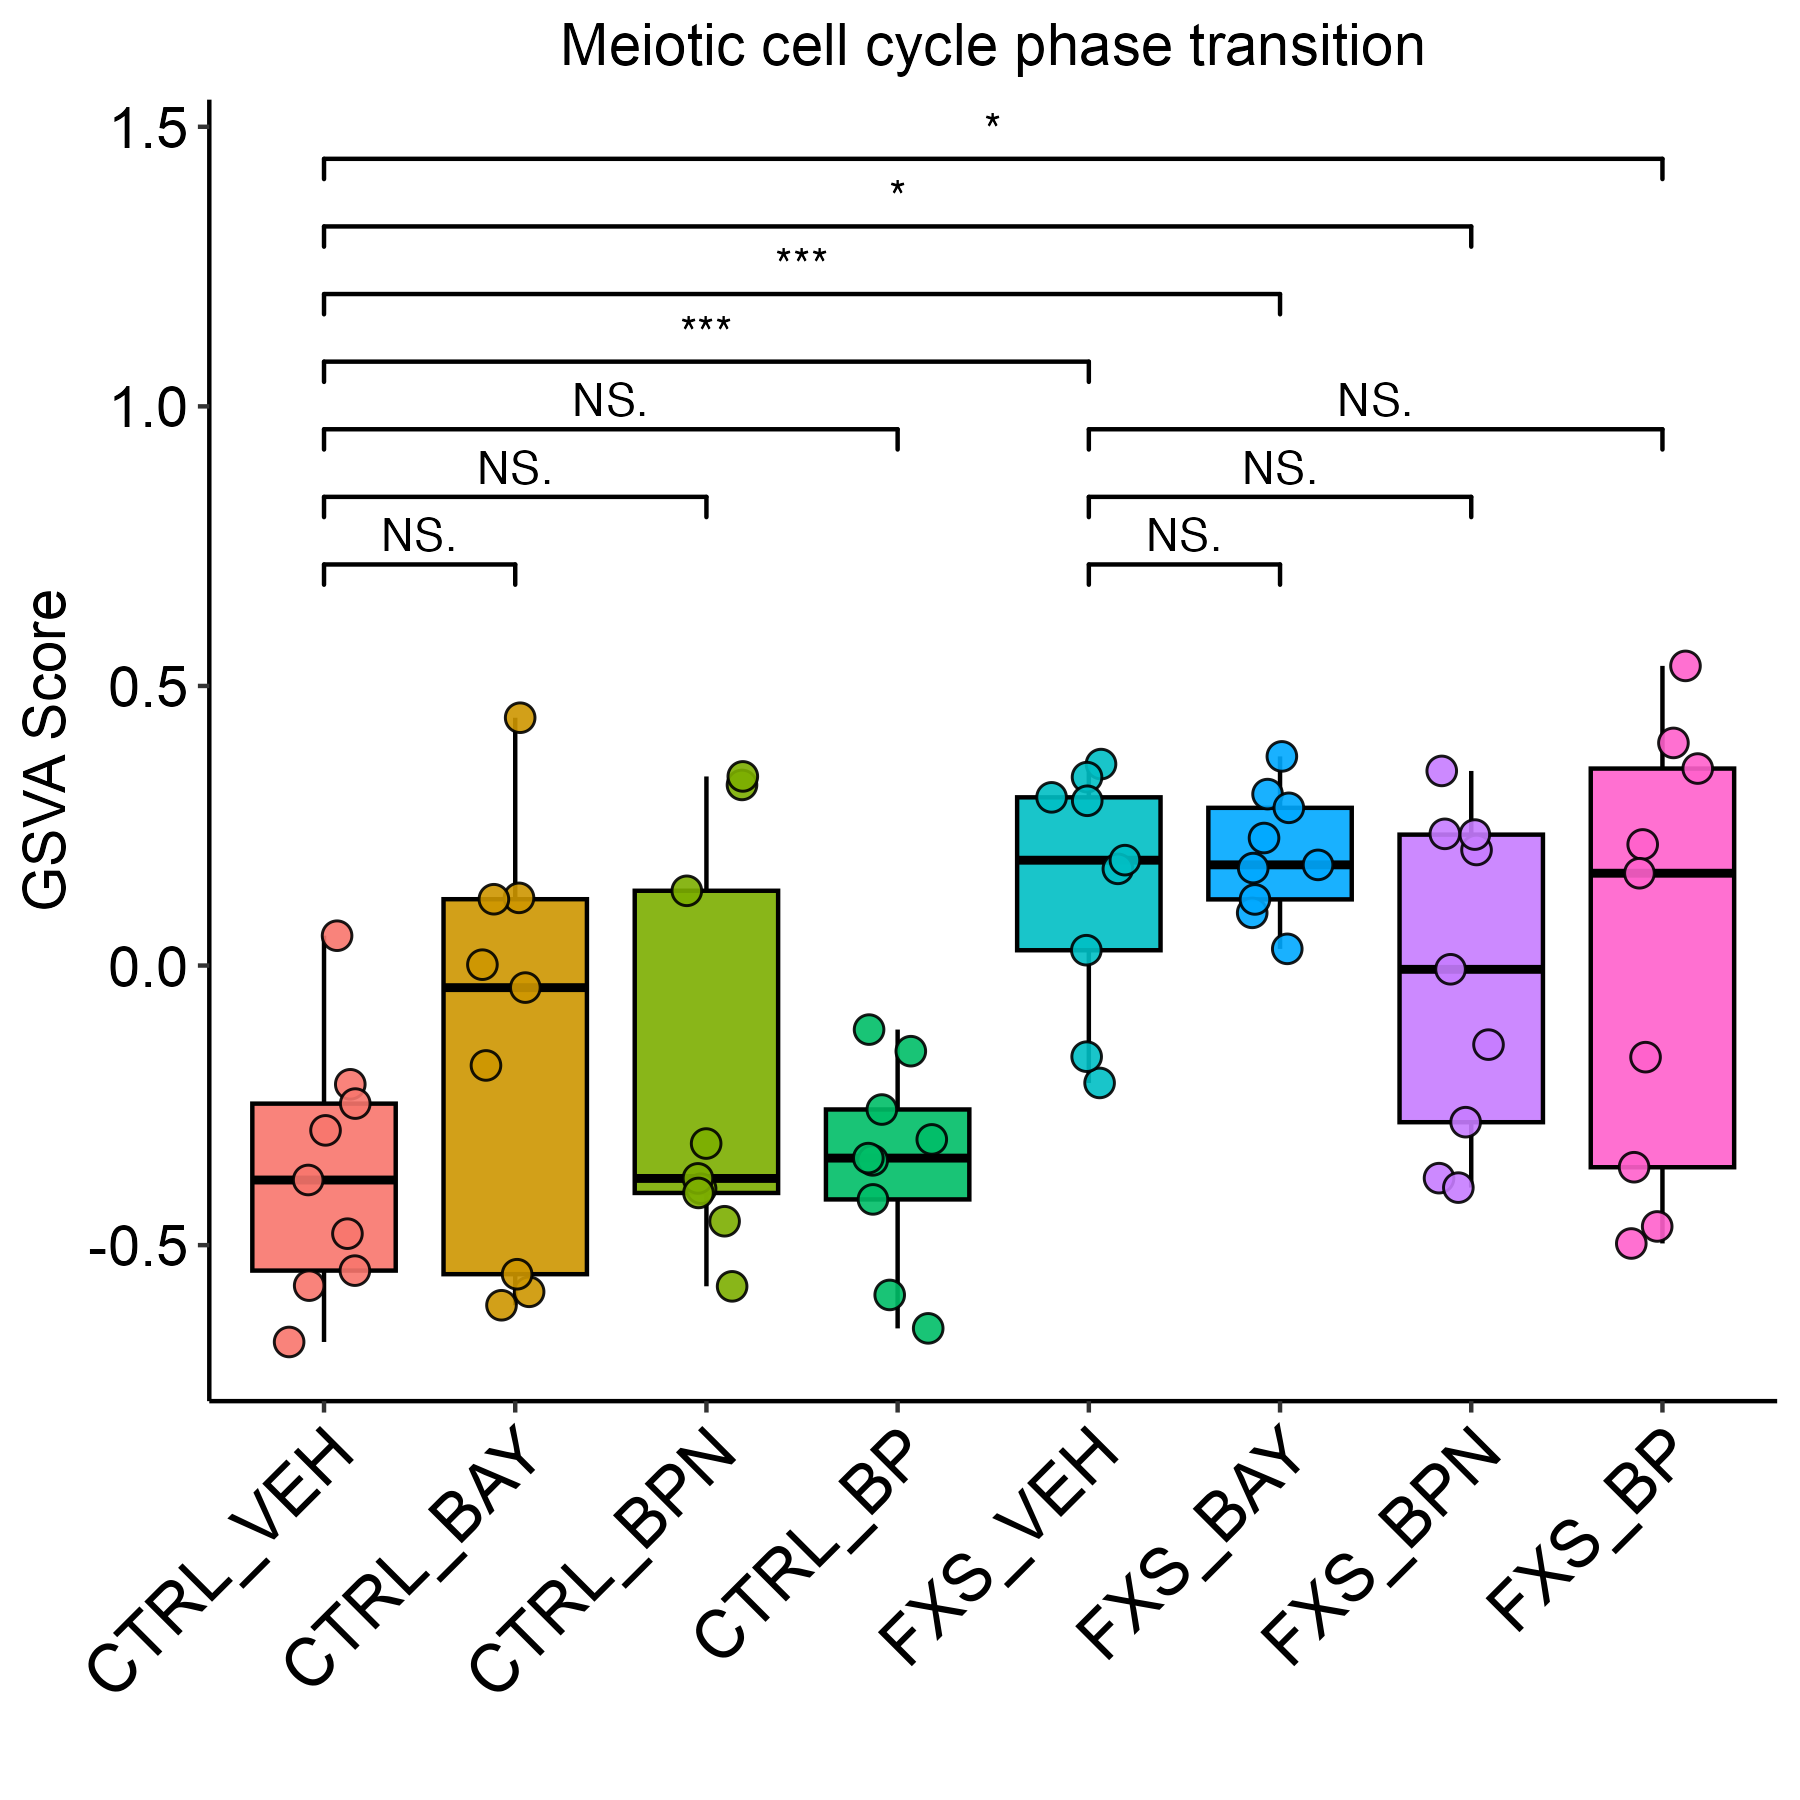 Meiotic cell cycle phase transition
GSVA Score
1.5
1.0
0.5
0.0
-0.5
*
*
***
***
NS.
NS.
NS.
NS.
NS.
NS.
CTRL_VEH
CTRL_BAY
CTRL_BPN
CTRL_BP
FXS_VEH
FXS_BAY
FXS_BPN
FXS_BP